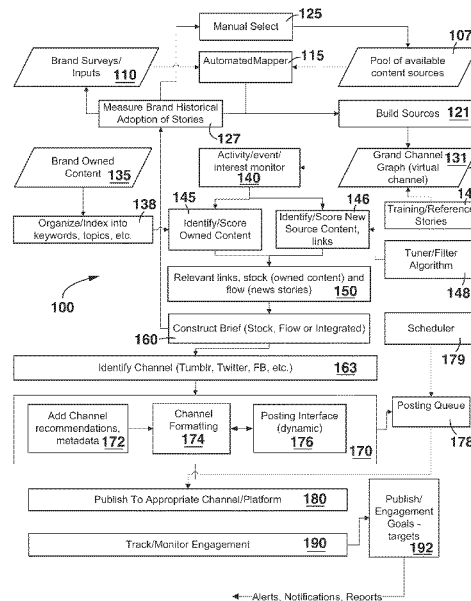 125
Manual Select
107
Brand Surveys/
Inputs
110
AutomatedMapper
115
Pool of available
content sources
Measure Brand Historical
Adoption of Stories
127
Build Sources
121
Brand Owned
Content
135
Activity/event/
interest monitor
140
Grand Channel
Graph (virtual
channel)
131
138
Organize/Index into
keywords, topics, etc.
145
Identify/Score
Owned Content
146
Identify/Score New
Source Content,
links
14
Training/Reference
Stories
100
Tuner/Filter
Algorithm
148
Relevant links, stock (owned content) and
flow (news stories)
150
Construct Brief (Stock, Flow or Integrated)
160
Scheduler
179
Identify Channel (Tumblr, Twitter, FB, etc.)
163
Add Channel
recommendations,
metadata
172
Channel
Formatting
174
Posting Interface
(dynamic)
176
170
Posting Queue
178
Publish To Appropriate Channel/Platform
180
Publish/
Engagement
Goals -
targets
192
Track/Monitor Engagement
190
Alerts, Notifications, Reports